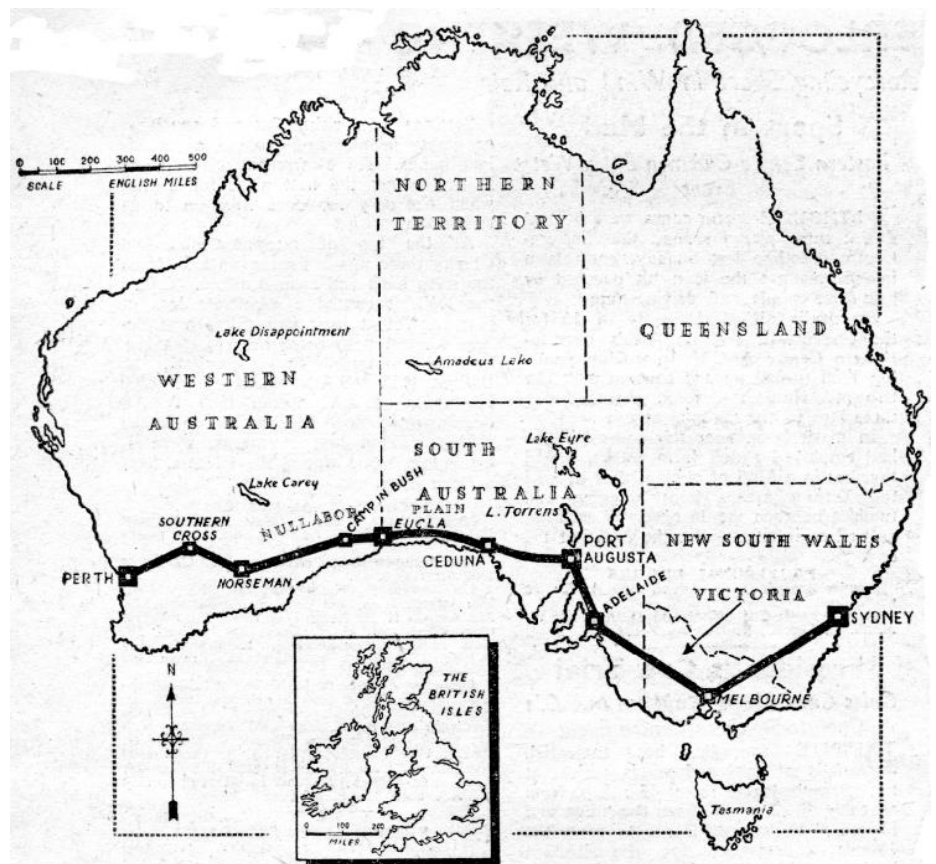 0 100 200 300 400 500
SCALE ENGLISH MILES
NORTHERN
TERRITORY
QUEENSLAND
Lake Disappointment
Amadeus Lake
WESTERN
AUSTRALIA
SOUTH
AUSTRALIA
Lake Eyre
Lake Carey
NULLABOR
PLAIN
L. Torrens
CAMP IN BUSH
EUCLA
SOUTHERN
CROSS
PERTH
NORSEMAN
CEDUNA
PORT
AUGUSTA
NEW SOUTH WALES
ADELAIDE
VICTORIA
SYDNEY
MELBOURNE
Tasmania
N
THE
BRITISH
ISLES
0 100 200
MILES